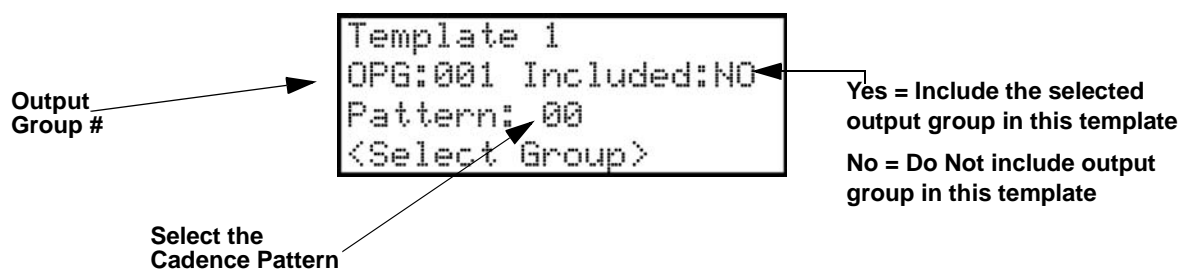 Template 1
OPG:001 Included:NO
Pattern: 00
<Select Group>
Output
Group #
Yes = Include the selected
output group in this template
No = Do Not include output
group in this template
Select the
Cadence Pattern